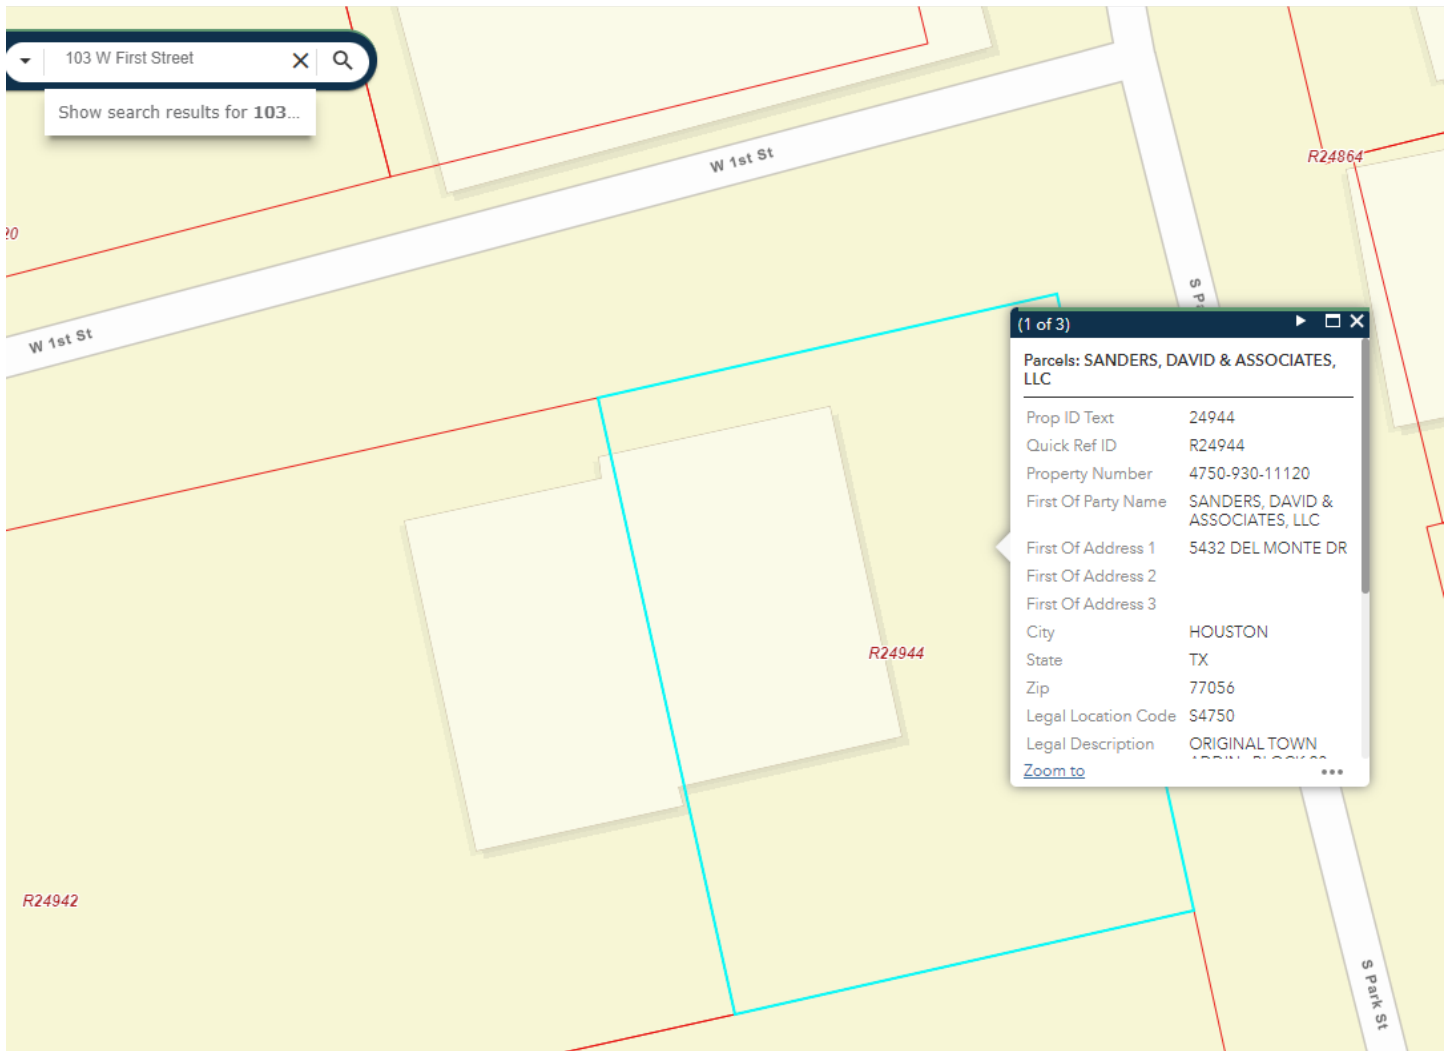 103 W First Street
Show search results for 103...
W 1st St
R24864
20
S Pa
W 1st St
(1 of 3)
Parcels: SANDERS, DAVID & ASSOCIATES,
LLC
Prop ID Text 24944
Quick Ref ID R24944
Property Number 4750-930-11120
First Of Party Name SANDERS, DAVID &
ASSOCIATES, LLC
First Of Address 1 5432 DEL MONTE DR
First Of Address 2
First Of Address 3
City HOUSTON
State TX
Zip 77056
Legal Location Code S4750
Legal Description ORIGINAL TOWN
Zoom to
R24944
R24942
S Park St